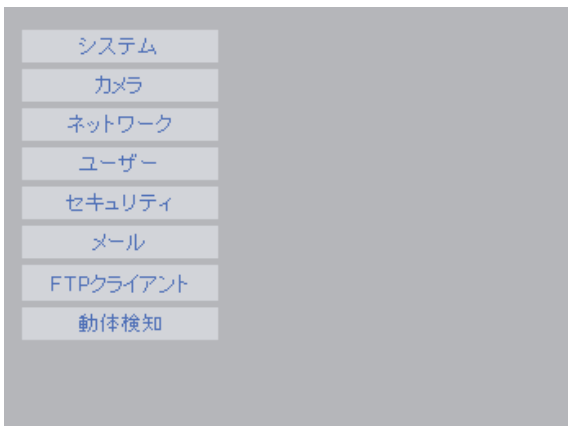 システム
カメラ
ネットワーク
ユーザー
セキュリティ
メール
FTPクライアント
動体検知